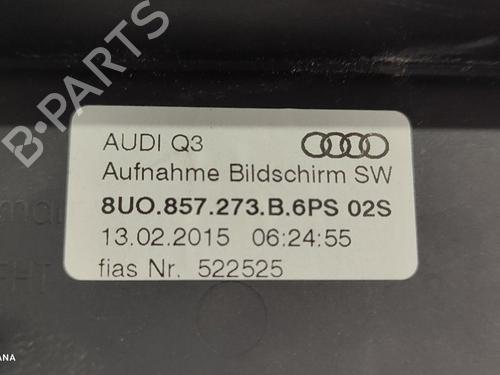 B-PARTS
AUDI Q3
Aufnahme Bildschirm SW
8UO.857.273.B.6PS 02S
13.02.2015 06:24:55
fias Nr. 522525